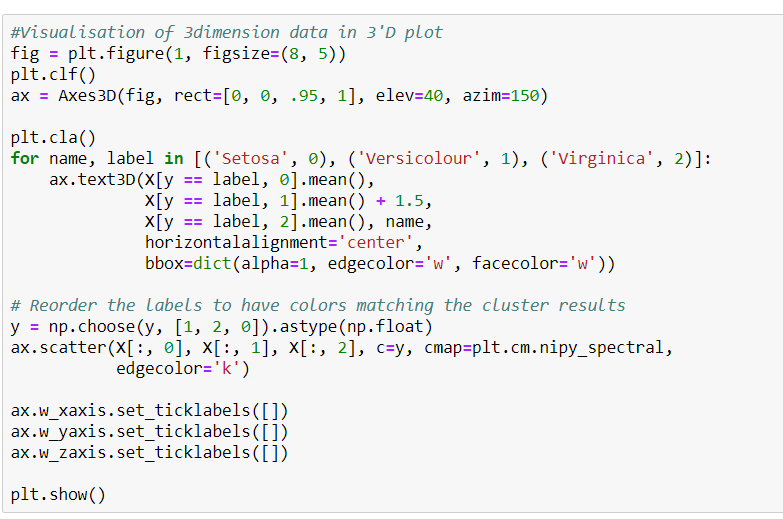 #Visualisation of 3dimension data in 3'D plot
fig = plt.figure(1, figsize=(8, 5))
plt.clf()
ax = Axes3D(fig, rect=[0, 0, .95, 1], elev=40, azim=150)

plt.cla()
for name, label in [('Setosa', 0), ('Versicolour', 1), ('Virginica', 2)]:
    ax.text3D(X[y == label, 0].mean(),
              X[y == label, 1].mean() + 1.5,
              X[y == label, 2].mean(), name,
              horizontalalignment='center',
              bbox=dict(alpha=1, edgecolor='w', facecolor='w'))

# Reorder the labels to have colors matching the cluster results
y = np.choose(y, [1, 2, 0]).astype(np.float)
ax.scatter(X[:, 0], X[:, 1], X[:, 2], c=y, cmap=plt.cm.nipy_spectral,
           edgecolor='k')

ax.w_xaxis.set_ticklabels([])
ax.w_yaxis.set_ticklabels([])
ax.w_zaxis.set_ticklabels([])

plt.show()